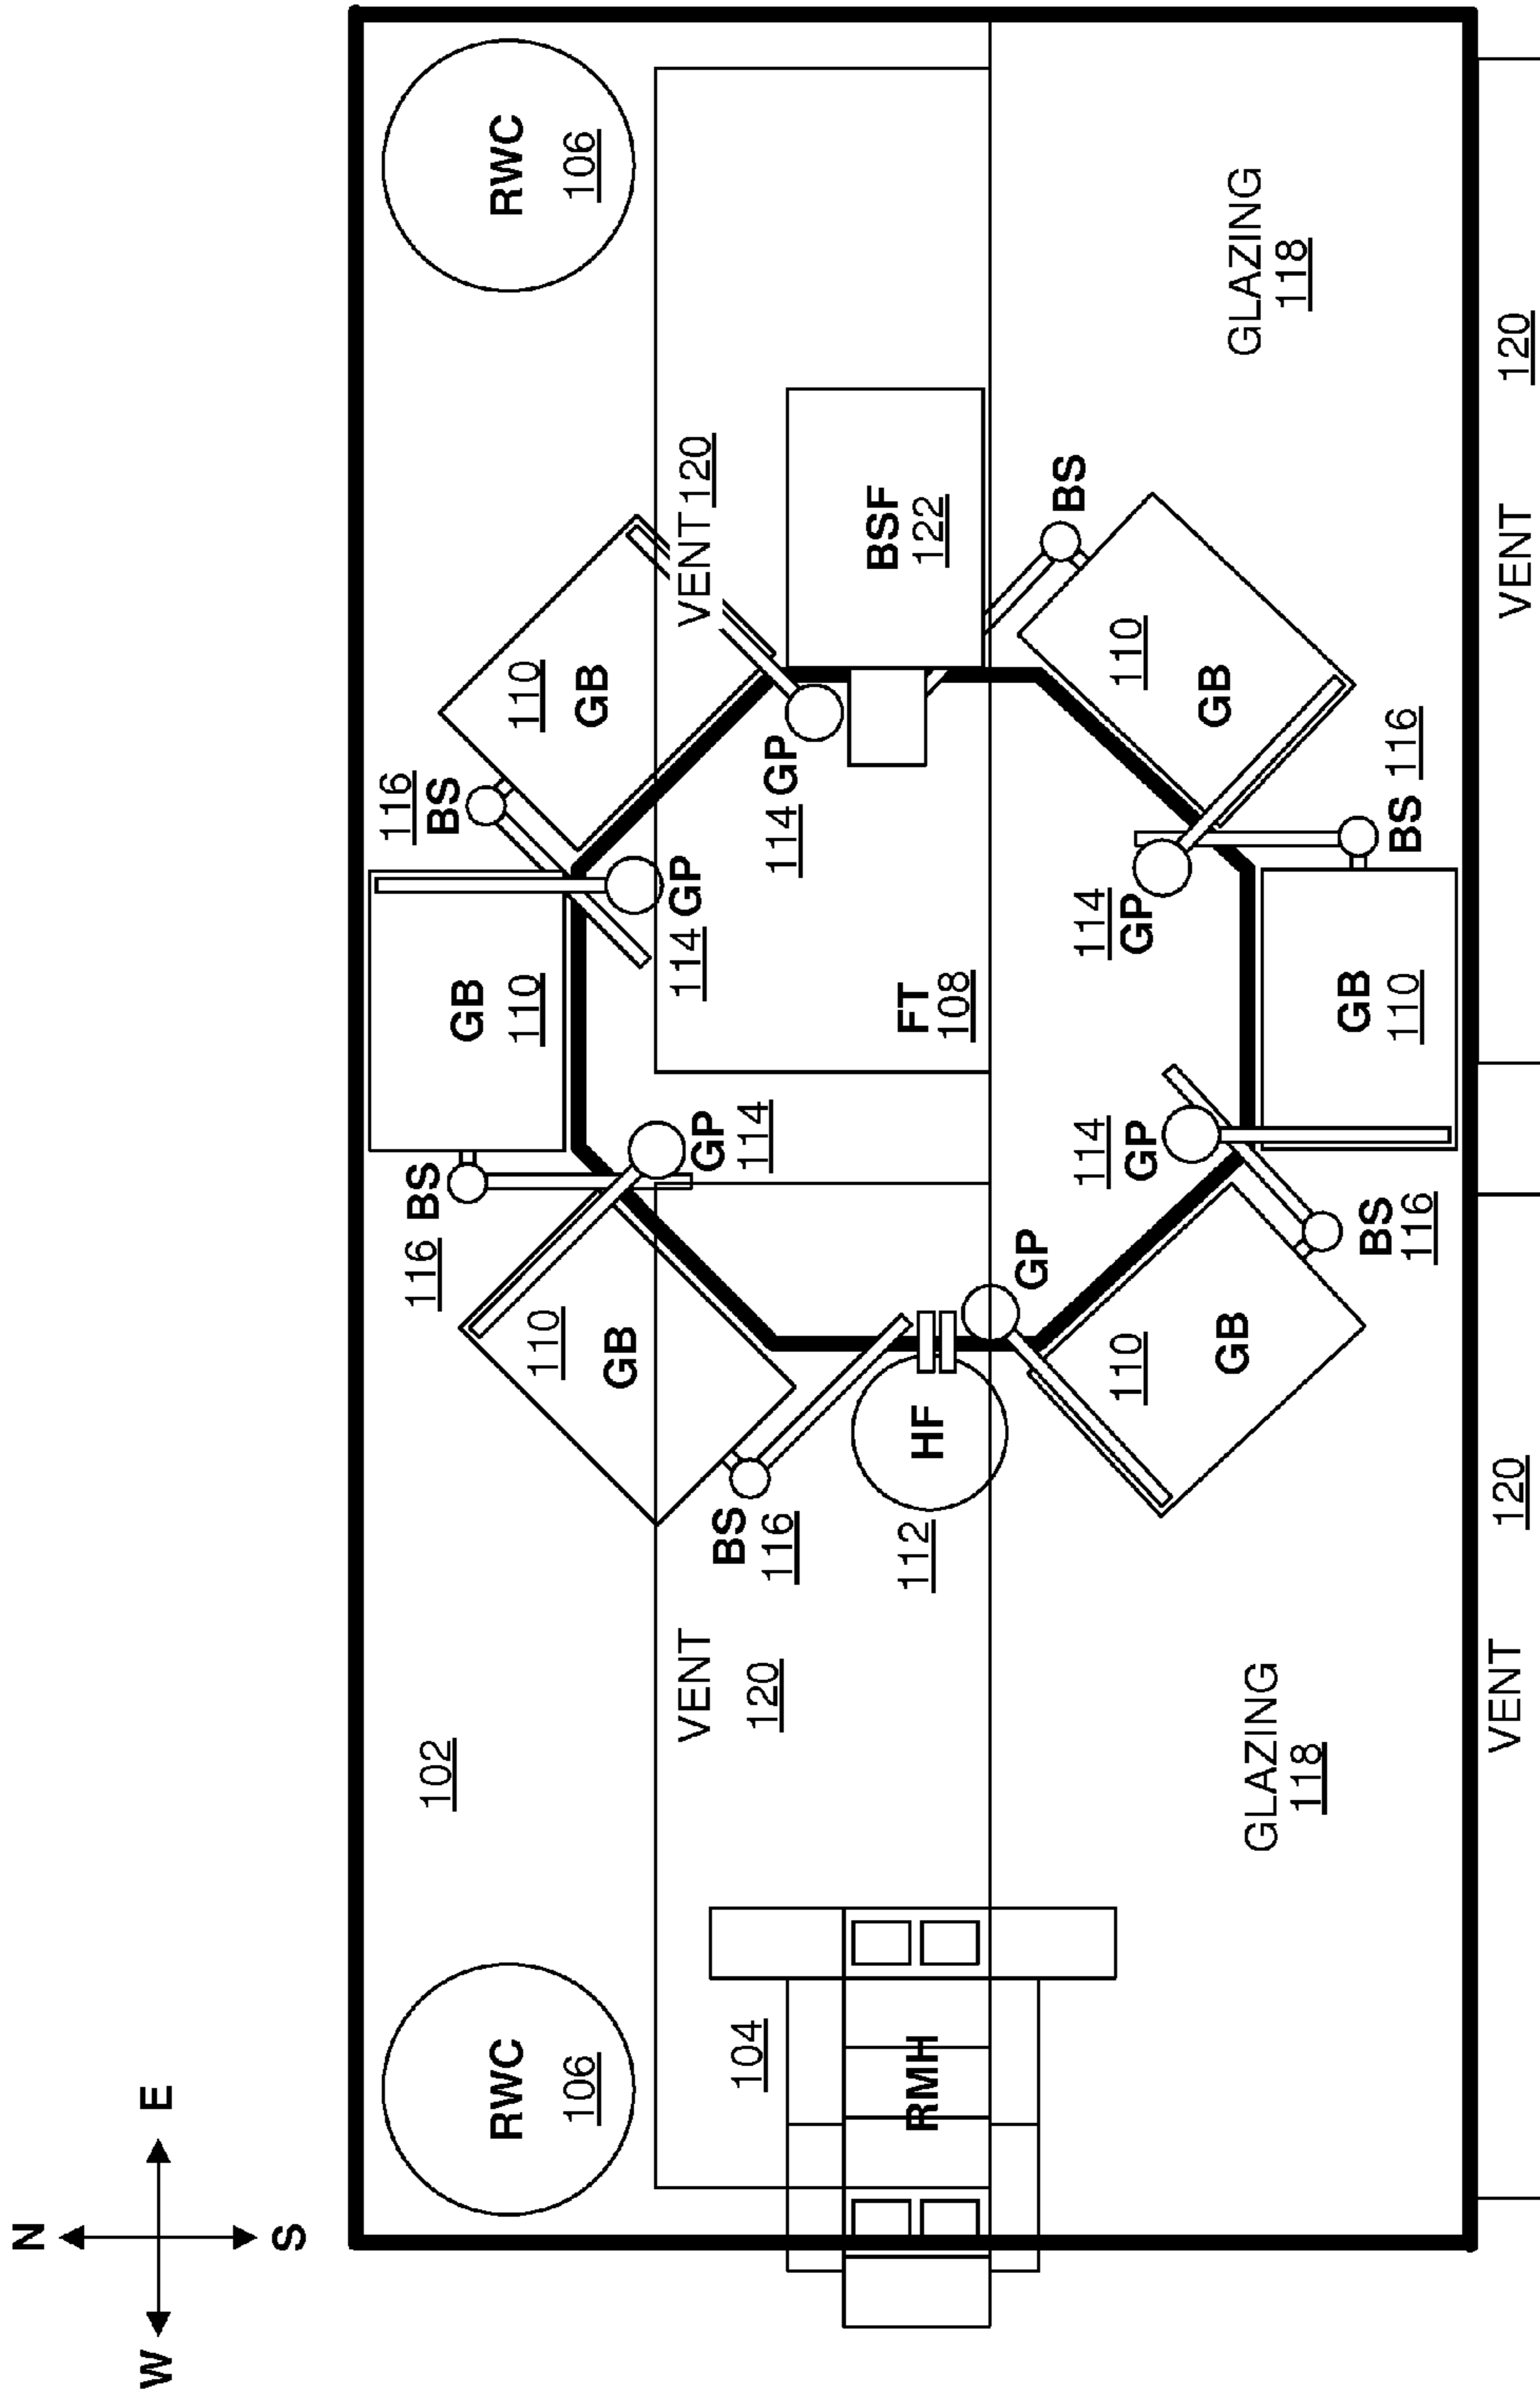 N
W
E
S
RWC
106
102
116
BS
GB
110
116
BS
RWC
106
110
GB
110
GB
GP
114
114
GP
VENT
120
VENT 120
BS
116
114
GP
104
RMH
112
HF
FT
108
BSF
122
GP
BS
114
GP
114
GP
110
GB
110
GB
GLAZING
118
GLAZING
118
BS
116
GB
110
BS
116
VENT
120
VENT
120